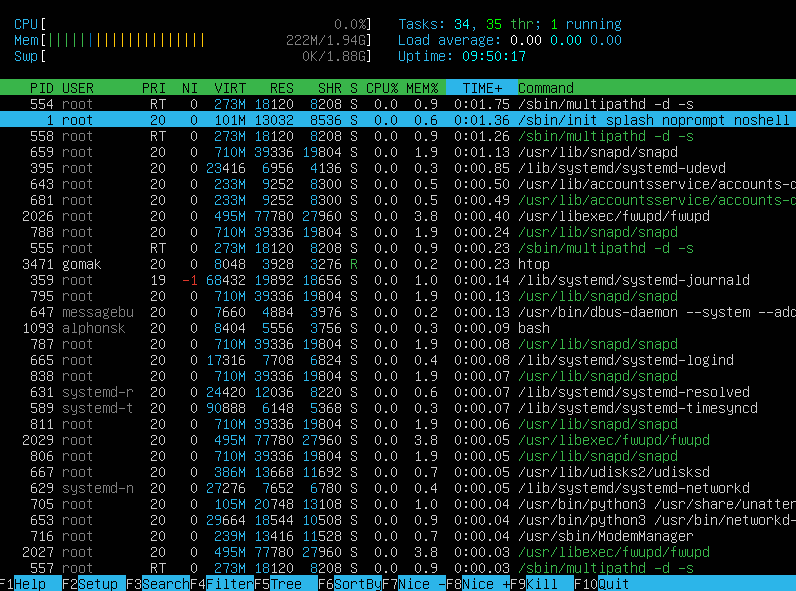 CPU[ 0.0%] Tasks: 34, 35 thr; 1 running
Mem[||||||||||||||||||||| 222M/1.94G] Load average: 0.00 0.00 0.00
Swp[ 0K/1.88G] Uptime: 09:50:17
PID USER PRI NI VIRT RES SHR S CPU% MEM% TIME+ Command
554 root RT 0 273M 18120 8208 S 0.0 0.9 0:01.75 /sbin/multipathd -d -s
1 root 20 0 101M 13032 8536 S 0.0 0.6 0:01.36 /sbin/init splash noprompt noshell
558 root RT 0 273M 18120 8208 S 0.0 0.9 0:01.26 /sbin/multipathd -d -s
659 root 20 0 710M 39336 19804 S 0.0 1.9 0:01.13 /usr/lib/snapd/snapd
395 root 20 0 23416 6956 4136 S 0.0 0.3 0:00.85 /lib/systemd/systemd-udevd
643 root 20 0 233M 9252 8300 S 0.0 0.5 0:00.50 /usr/lib/accountsservice/accounts-d
681 root 20 0 233M 9252 8300 S 0.0 0.5 0:00.49 /usr/lib/accountsservice/accounts-d
2026 root 20 0 495M 77780 27960 S 0.0 3.8 0:00.40 /usr/libexec/fwupd/fwupd
788 root 20 0 710M 39336 19804 S 0.0 1.9 0:00.24 /usr/lib/snapd/snapd
555 root RT 0 273M 18120 8208 S 0.0 0.9 0:00.23 /sbin/multipathd -d -s
3471 gomak 20 0 8048 3928 3276 R 0.0 0.2 0:00.23 htop
359 root 19 -1 68432 19892 18656 S 0.0 1.0 0:00.14 /lib/systemd/systemd-journald
795 root 20 0 710M 39336 19804 S 0.0 1.9 0:00.13 /usr/lib/snapd/snapd
647 messagebu 20 0 7660 4884 3976 S 0.0 0.2 0:00.13 /usr/bin/dbus-daemon --system --add
1093 alphonsk 20 0 8404 5556 3756 S 0.0 0.3 0:00.09 bash
787 root 20 0 710M 39336 19804 S 0.0 1.9 0:00.08 /usr/lib/snapd/snapd
665 root 20 0 17316 7708 6824 S 0.0 0.4 0:00.08 /lib/systemd/systemd-logind
838 root 20 0 710M 39336 19804 S 0.0 1.9 0:00.07 /usr/lib/snapd/snapd
631 systemd-r 20 0 24420 12036 8220 S 0.0 0.6 0:00.07 /lib/systemd/systemd-resolved
589 systemd-t 20 0 90888 6148 5368 S 0.0 0.3 0:00.07 /lib/systemd/systemd-timesyncd
811 root 20 0 710M 39336 19804 S 0.0 1.9 0:00.06 /usr/lib/snapd/snapd
2029 root 20 0 495M 77780 27960 S 0.0 3.8 0:00.05 /usr/libexec/fwupd/fwupd
806 root 20 0 710M 39336 19804 S 0.0 1.9 0:00.05 /usr/lib/snapd/snapd
667 root 20 0 386M 13668 11692 S 0.0 0.7 0:00.05 /usr/lib/udisks2/udisksd
629 systemd-n 20 0 27276 7652 6780 S 0.0 0.4 0:00.05 /lib/systemd/systemd-networkd
705 root 20 0 105M 20748 13108 S 0.0 1.0 0:00.04 /usr/bin/python3 /usr/share/unatten
653 root 20 0 29664 18544 10508 S 0.0 0.9 0:00.04 /usr/bin/python3 /usr/bin/networkd-
716 root 20 0 239M 13416 11528 S 0.0 0.7 0:00.04 /usr/sbin/ModemManager
2027 root 20 0 495M 77780 27960 S 0.0 3.8 0:00.03 /usr/libexec/fwupd/fwupd
557 root RT 0 273M 18120 8208 S 0.0 0.9 0:00.03 /sbin/multipathd -d -s
F1Help F2Setup F3SearchF4FilterF5Tree F6SortByF7Nice -F8Nice +F9Kill F10Quit